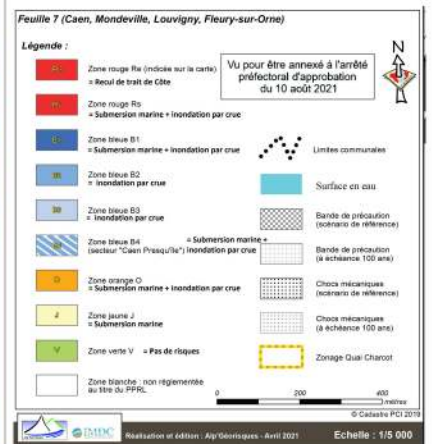 Feuille 7 (Caen, Mondeville, Louvigny, Fleury-sur-Orne)
Légende :
Zone rouge Re (indicée sur la carte)
= Recul de trait de Côte
Zone rouge Rs
= Submersion marine + inondation par crue
B1
Zone bleue B1
= Submersion marine + inondation par crue
B2
Zone bleue B2
= inondation par crue
B3
Zone bleue B3
= inondation par crue
Zone bleue B4 = Submersion marine +
(secteur "Caen Presqu'île") inondation par crue
O
Zone orange O
= Submersion marine + inondation par crue
J
Zone jaune J
= Submersion marine
V
Zone verte V = Pas de risques
Zone blanche : non réglementée
au titre du PPRL
Vu pour être annexé à l'arrêté
préfectoral d'approbation
du 10 août 2021
N
Limites communales
Surface en eau
Bande de précaution
(scénario de référence)
Bande de précaution
(à échéance 100 ans)
Chocs mécaniques
(scénario de référence)
Chocs mécaniques
(à échéance 100 ans)
Zonage Quai Charcot
0 200 400
mètres
© Cadastre PCI 2019
IMDC
Réalisation et édition : Alp'Géorisques - Avril 2021
Echelle : 1/5 000